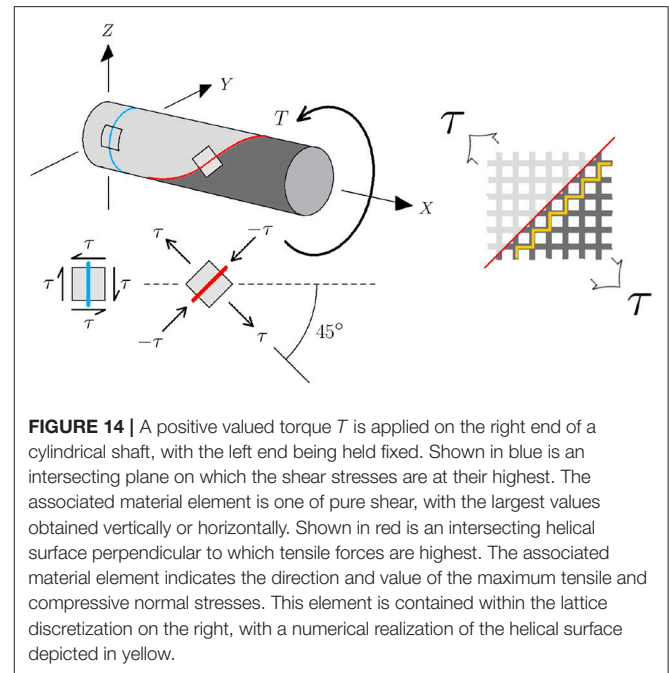 Z
Y
T
X
τ
τ
τ
τ
τ
−τ
−τ
τ
45°
τ
τ
FIGURE 14 | A positive valued torque T is applied on the right end of a
cylindrical shaft, with the left end being held fixed. Shown in blue is an
intersecting plane on which the shear stresses are at their highest. The
associated material element is one of pure shear, with the largest values
obtained vertically or horizontally. Shown in red is an intersecting helical
surface perpendicular to which tensile forces are highest. The associated
material element indicates the direction and value of the maximum tensile and
compressive normal stresses. This element is contained within the lattice
discretization on the right, with a numerical realization of the helical surface
depicted in yellow.